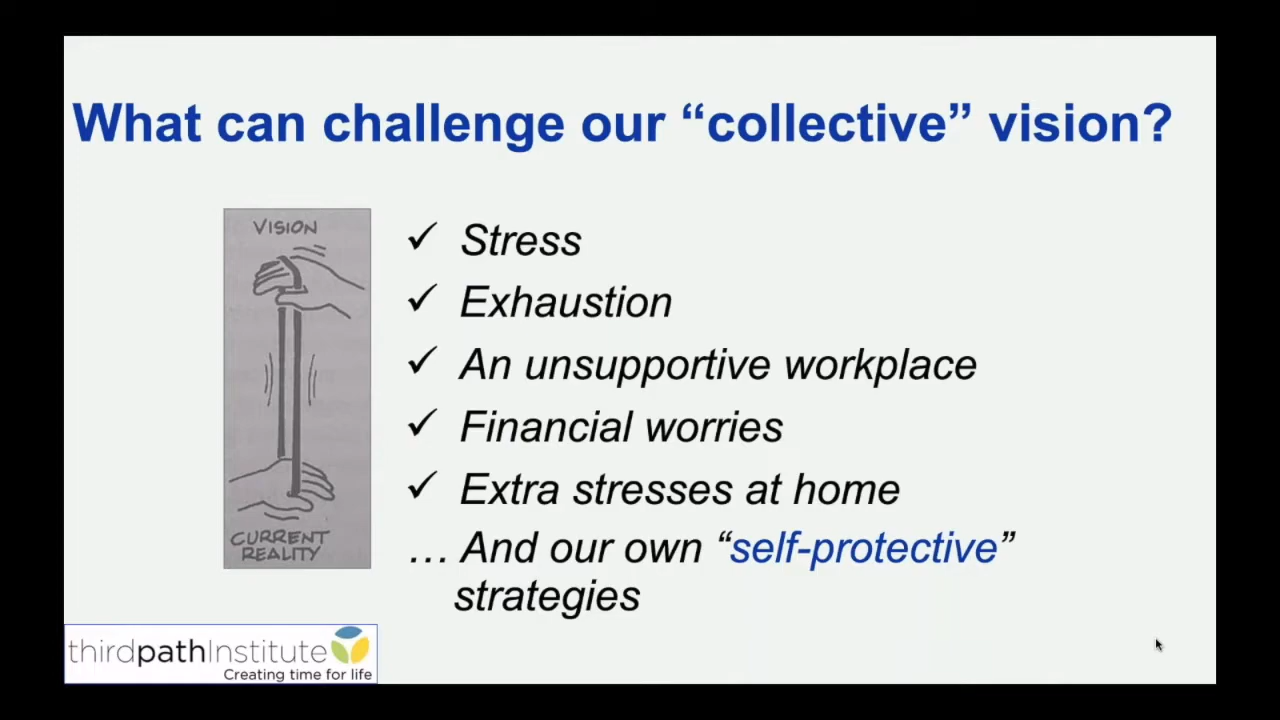 What can challenge our “collective” vision?
VISION
CURRENT
REALITY
✓ Stress
✓ Exhaustion
✓ An unsupportive workplace
✓ Financial worries
✓ Extra stresses at home
… And our own “self-protective”
strategies
thirdpathInstitute
Creating time for life